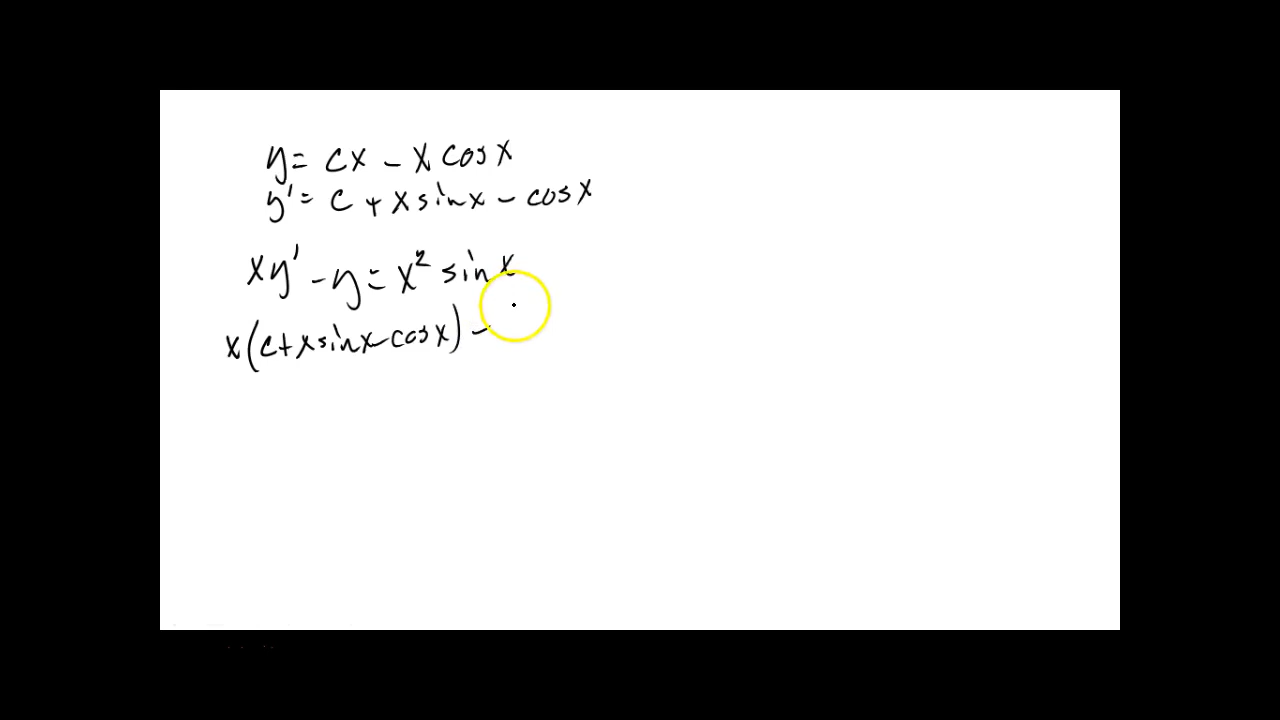 y = cx - x cos x
y' = c + x sin x - cos x
xy' - y = x² sin x
x(c+x sin x - cos x) -